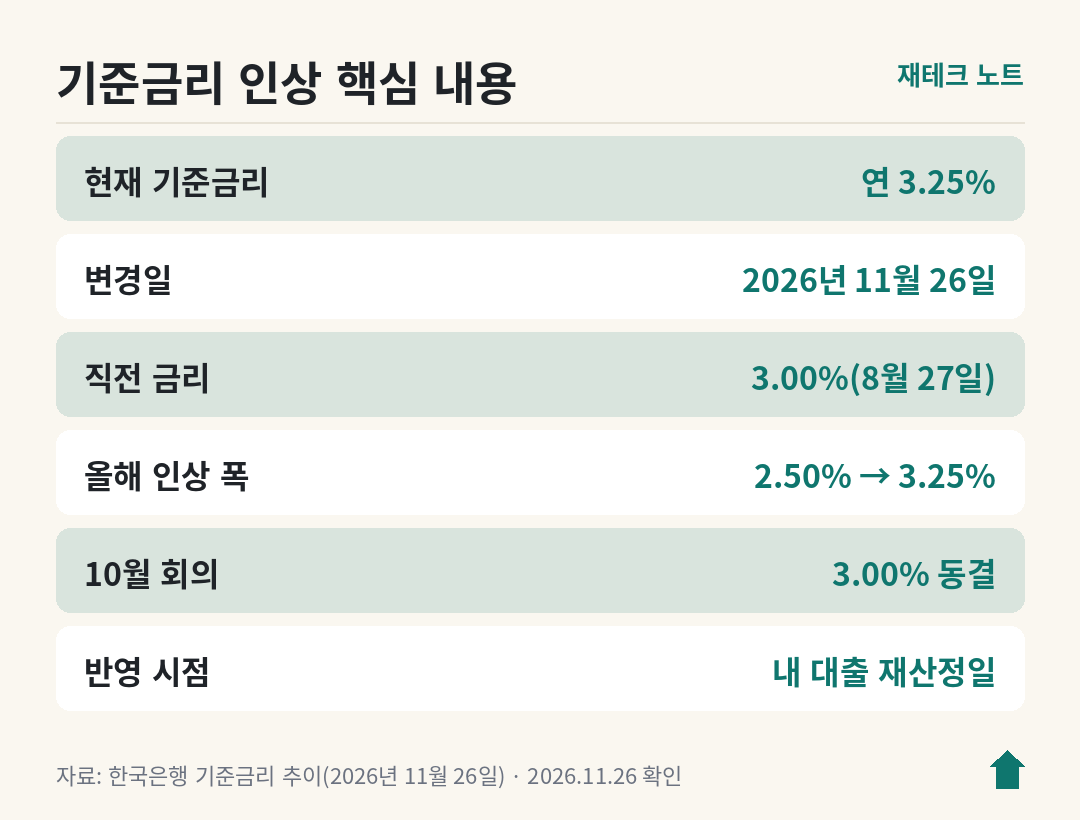 기준금리 인상 핵심 내용
재테크 노트
현재 기준금리 연 3.25%
변경일 2026년 11월 26일
직전 금리 3.00%(8월 27일)
올해 인상 폭 2.50% → 3.25%
10월 회의 3.00% 동결
반영 시점 내 대출 재산정일
자료: 한국은행 기준금리 추이(2026년 11월 26일) · 2026.11.26 확인